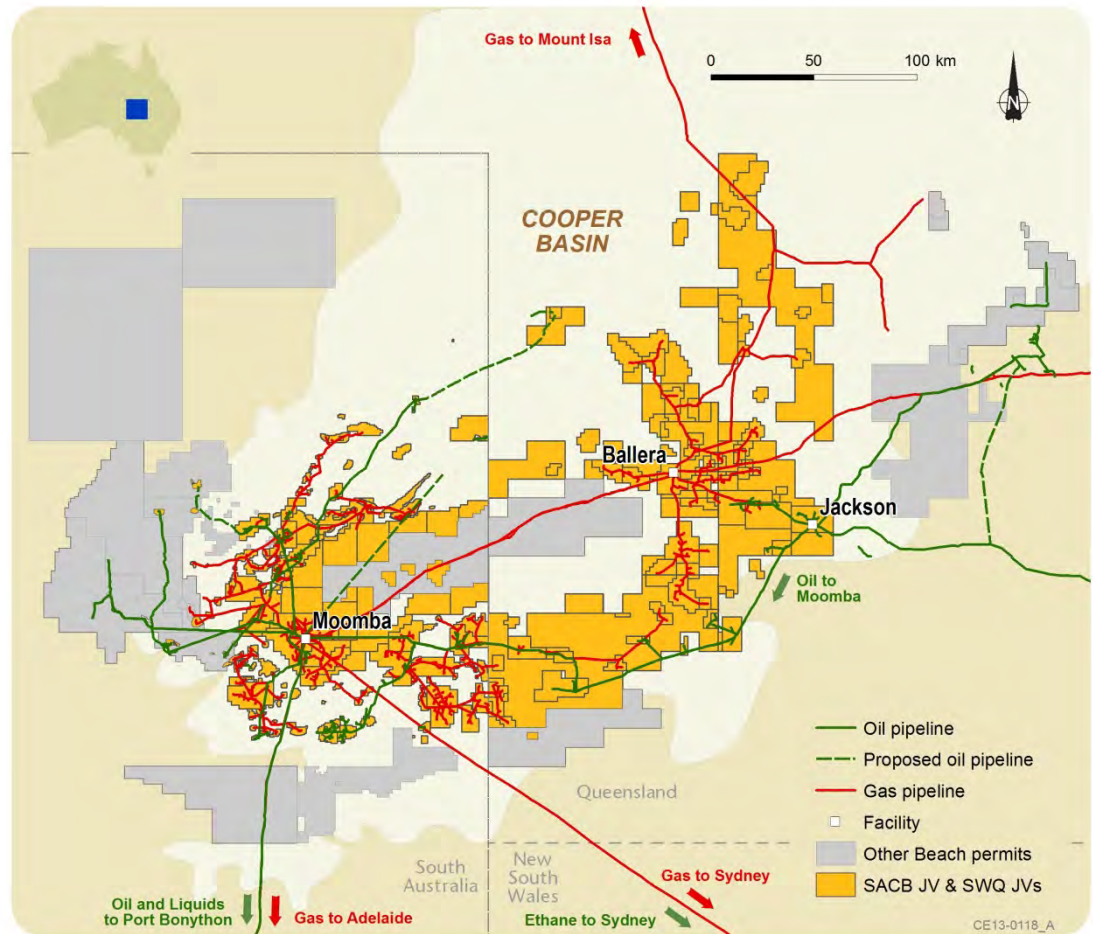 Gas to Mount Isa
0 50 100 km
N
COOPER
BASIN
Ballera
Jackson
Oil to
Moomba
Moomba
Oil pipeline
Proposed oil pipeline
Gas pipeline
Facility
Other Beach permits
SACB JV & SWQ JVs
Queensland
South
Australia
New
South
Wales
Oil and Liquids
to Port Bonython
Gas to Adelaide
Gas to Sydney
Ethane to Sydney
CE13-0118_A